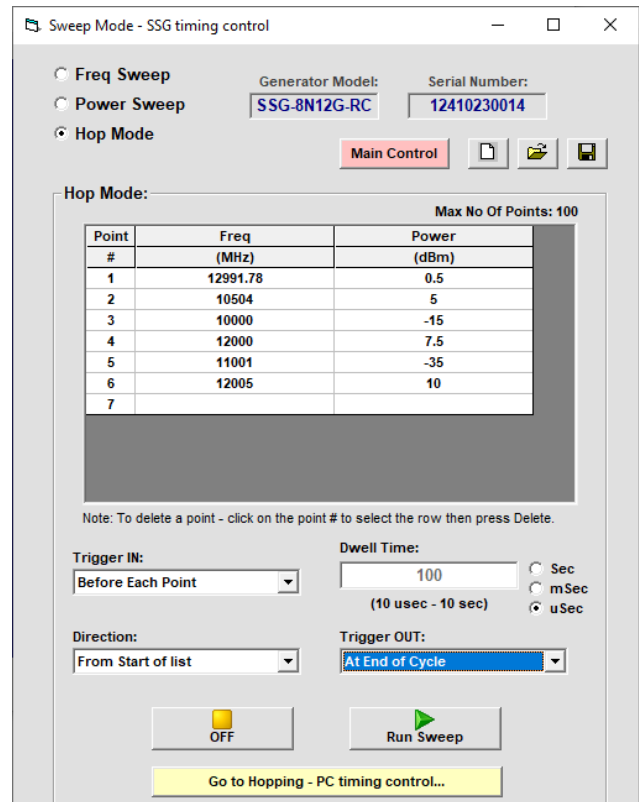 Sweep Mode - SSG timing control
Freq Sweep
Power Sweep
Hop Mode
Generator Model:
SSG-8N12G-RC
Serial Number:
12410230014
Main Control
Hop Mode:
Max No Of Points: 100
Point Freq Power
# (MHz) (dBm)
1 12991.78 0.5
2 10504 5
3 10000 -15
4 12000 7.5
5 11001 -35
6 12005 10
7
Note: To delete a point - click on the point # to select the row then press Delete.
Trigger IN:
Before Each Point
Dwell Time:
100
(10 usec - 10 sec)
Sec
mSec
uSec
Direction:
From Start of list
Trigger OUT:
At End of Cycle
OFF
Run Sweep
Go to Hopping - PC timing control...